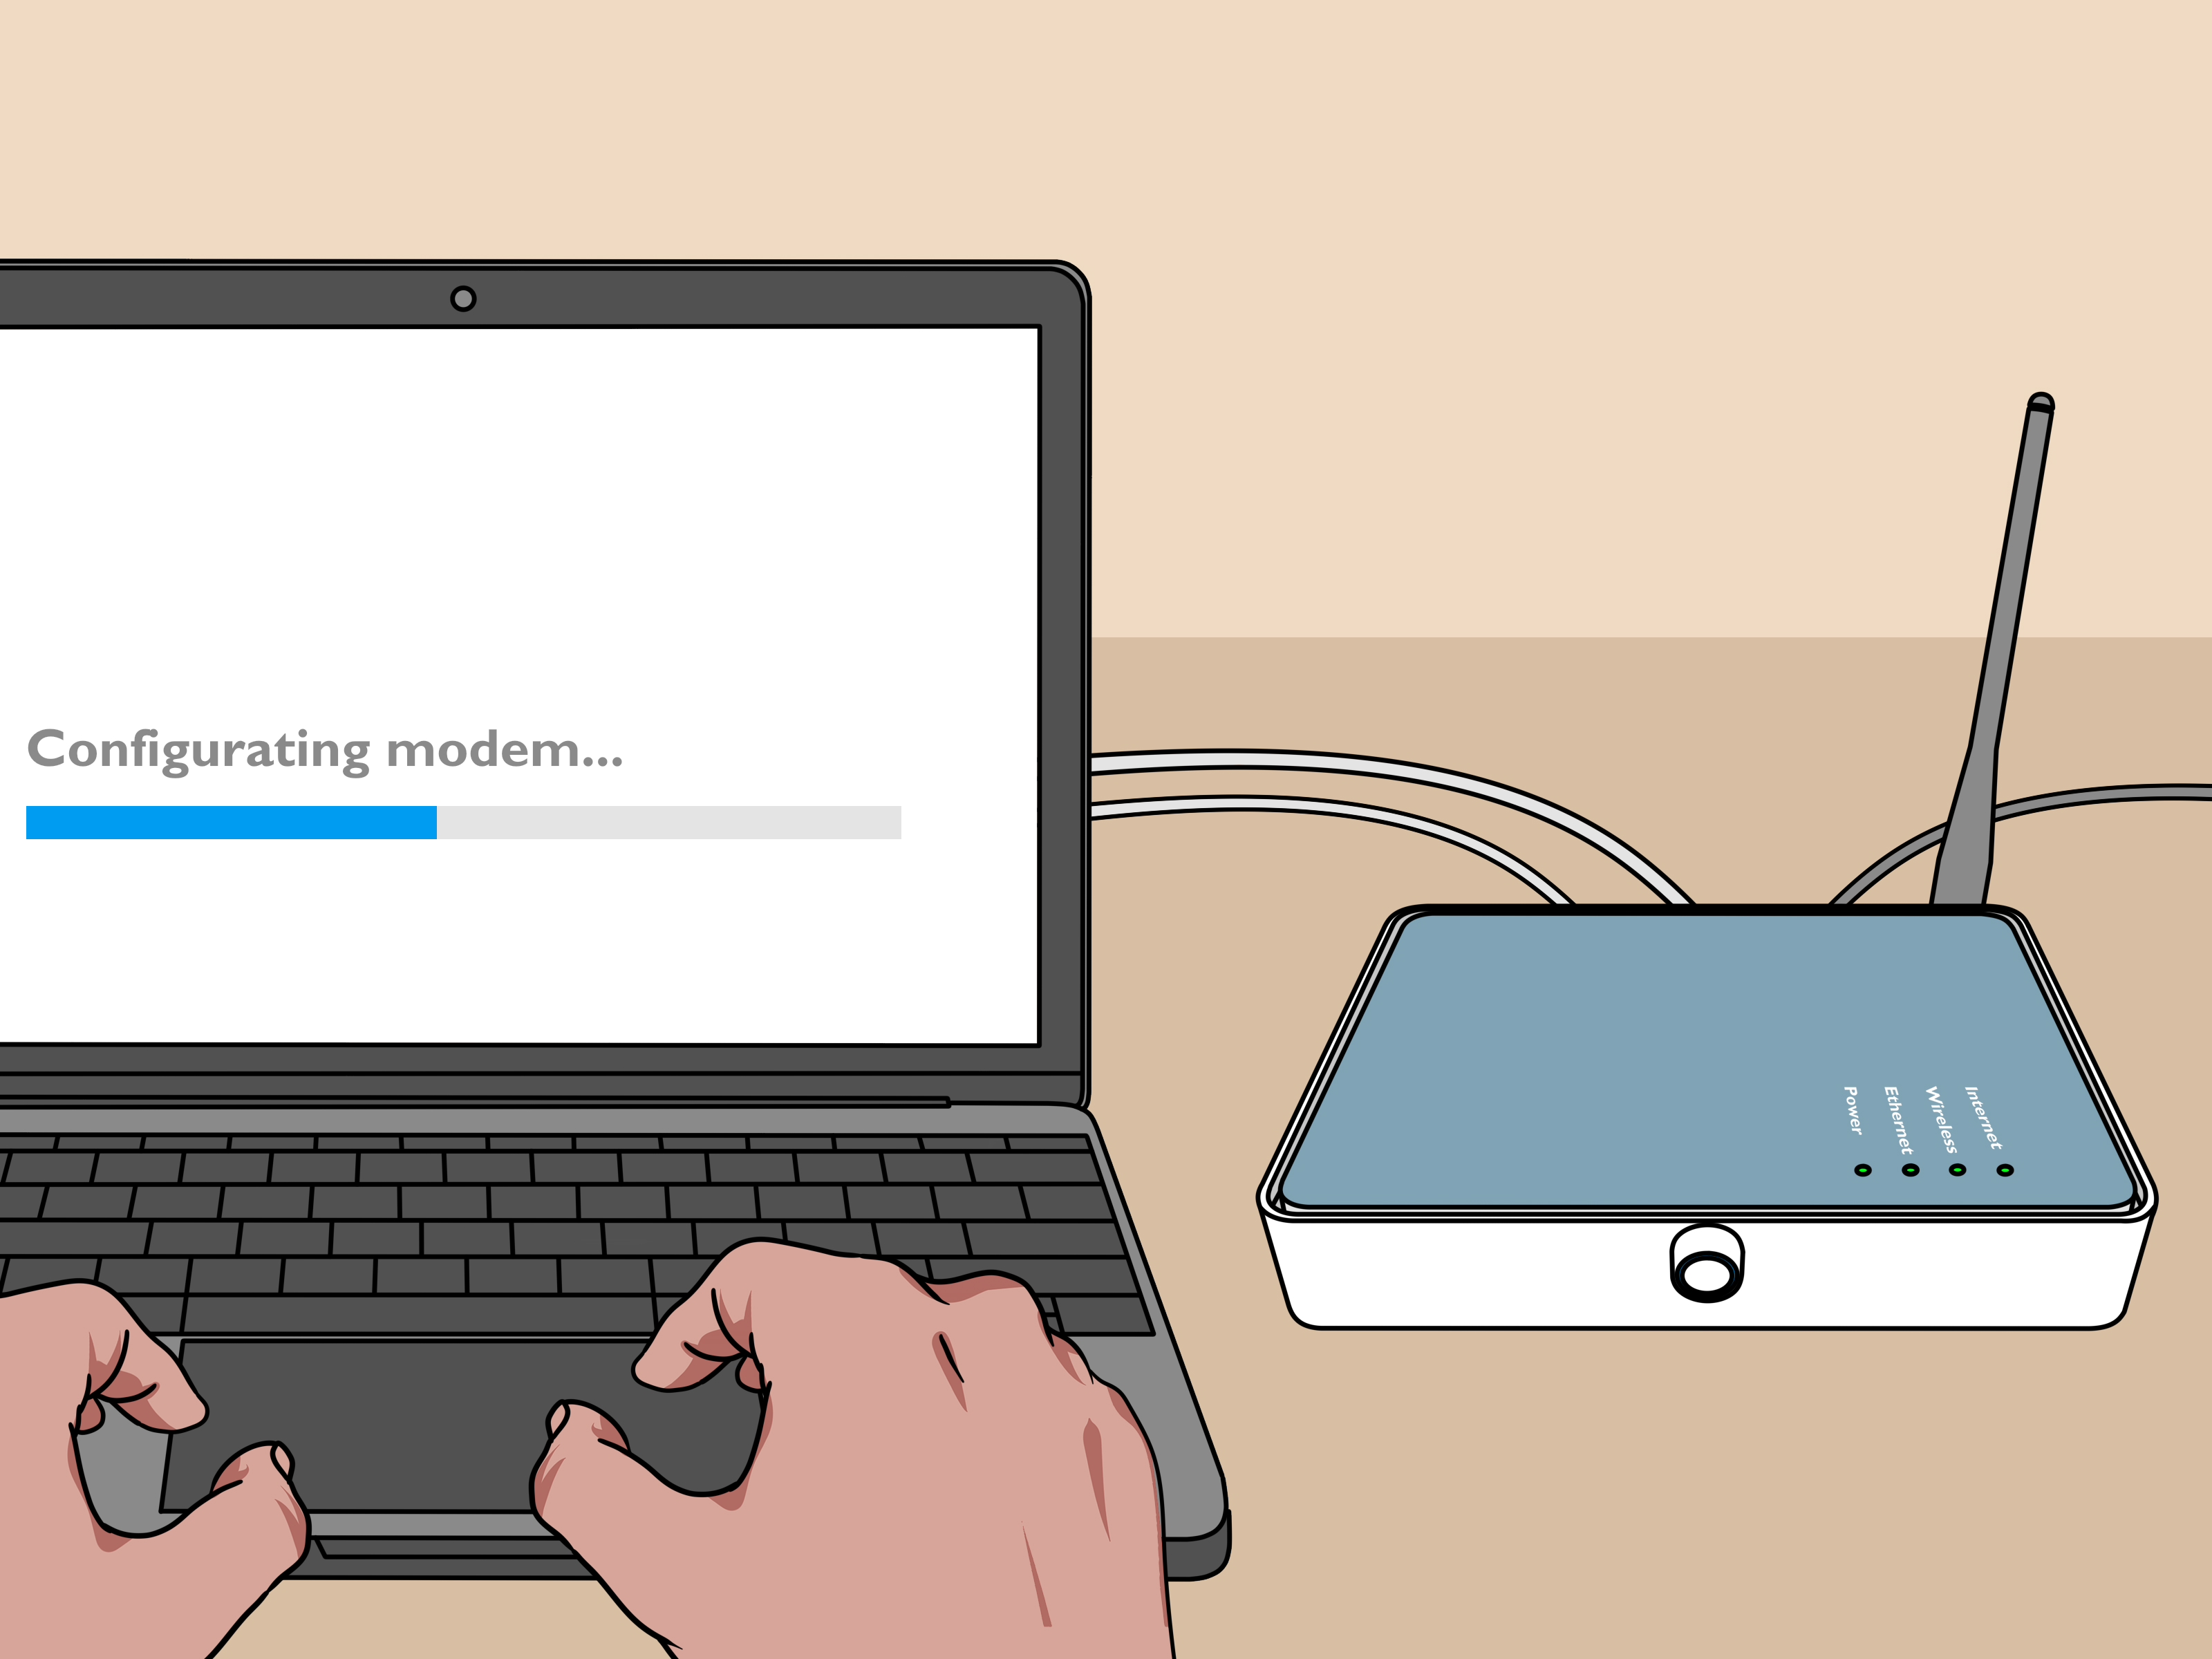 Configurating modem...
Power
Ethernet
Wireless
Internet